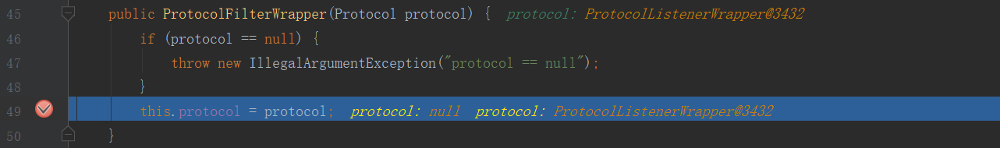 45 public ProtocolFilterWrapper(Protocol protocol) { protocol: ProtocolListenerWrapper@3432
46 if (protocol == null) {
47 throw new IllegalArgumentException("protocol == null");
48 }
49 this.protocol = protocol; protocol: null protocol: ProtocolListenerWrapper@3432
50 }